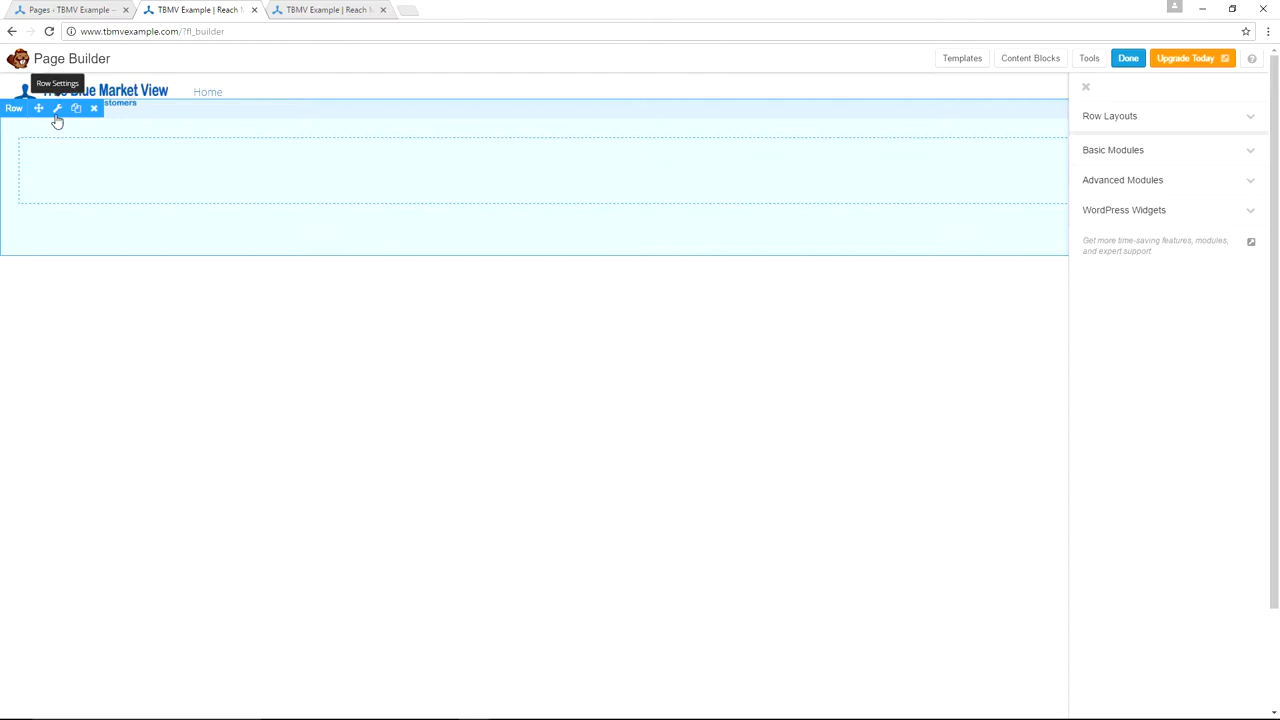 Pages ‹ TBMV Example –
TBMV Example | Reach M
TBMV Example | Reach M
www.tbmvexample.com/?fl_builder
Page Builder
Templates
Content Blocks
Tools
Done
Upgrade Today
Row Settings
Blue Market View
Home
customers
Row
Row Layouts
Basic Modules
Advanced Modules
WordPress Widgets
Get more time-saving features, modules,
and expert support